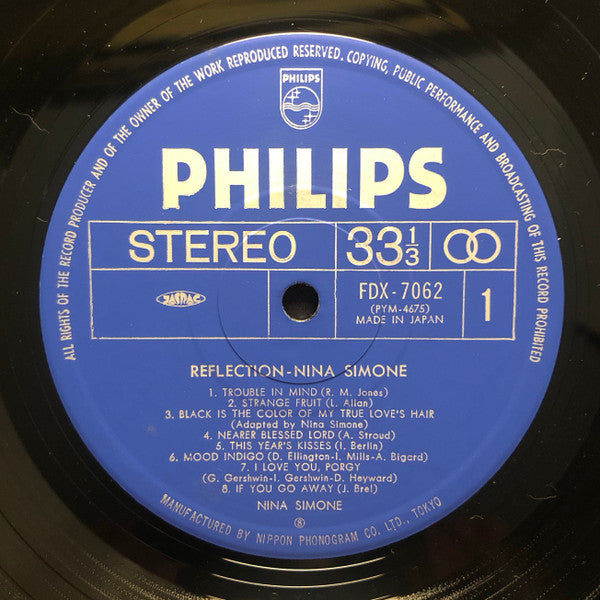 ALL RIGHTS OF THE RECORD PRODUCER AND OF THE OWNER OF THE WORK REPRODUCED RESERVED. COPYING, PUBLIC PERFORMANCE AND BROADCASTING OF THIS RECORD PROHIBITED
PHILIPS
PHILIPS
STEREO 33 1/3
JASRAC
FDX-7062
(PYM-4675)
MADE IN JAPAN
1
REFLECTION-NINA SIMONE
1. TROUBLE IN MIND (R. M. Jones)
2. STRANGE FRUIT (L. Allan)
3. BLACK IS THE COLOR OF MY TRUE LOVE'S HAIR
(Adapted by Nina Simone)
4. NEARER BLESSED LORD (A. Stroud)
5. THIS YEAR'S KISSES (I. Berlin)
6. MOOD INDIGO (D. Ellington-I. Mills-A. Bigard)
7. I LOVE YOU, PORGY
(G. Gershwin-I. Gershwin-D. Heyward)
8. IF YOU GO AWAY (J. Brel)
NINA SIMONE
⑧
MANUFACTURED BY NIPPON PHONOGRAM CO. LTD., TOKYO